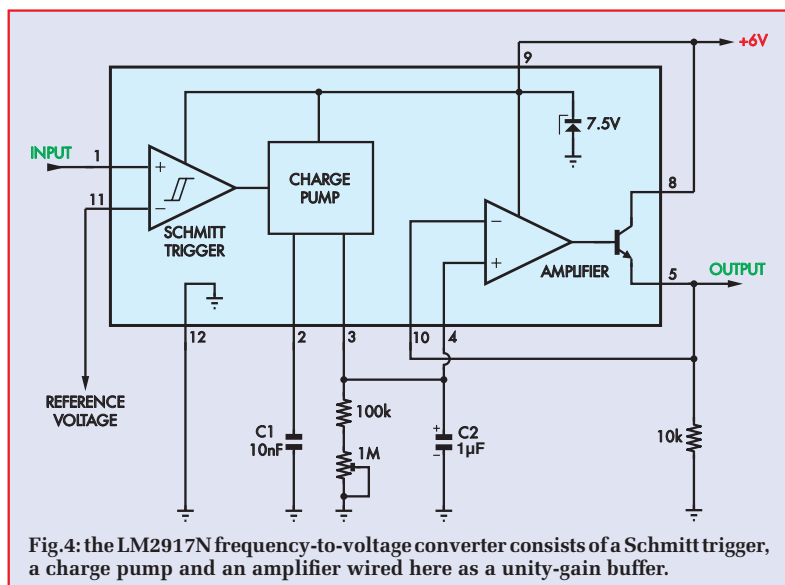 +6V
9
7.5V
INPUT
1
11
CHARGE
PUMP
8
SCHMITT
TRIGGER
AMPLIFIER
5
OUTPUT
12
2
3
10
4
REFERENCE
VOLTAGE
C1
10nF
100k
1M
C2
1µF
10k
+
−
−
+
+
−
Fig.4: the LM2917N frequency-to-voltage converter consists of a Schmitt trigger,
a charge pump and an amplifier wired here as a unity-gain buffer.